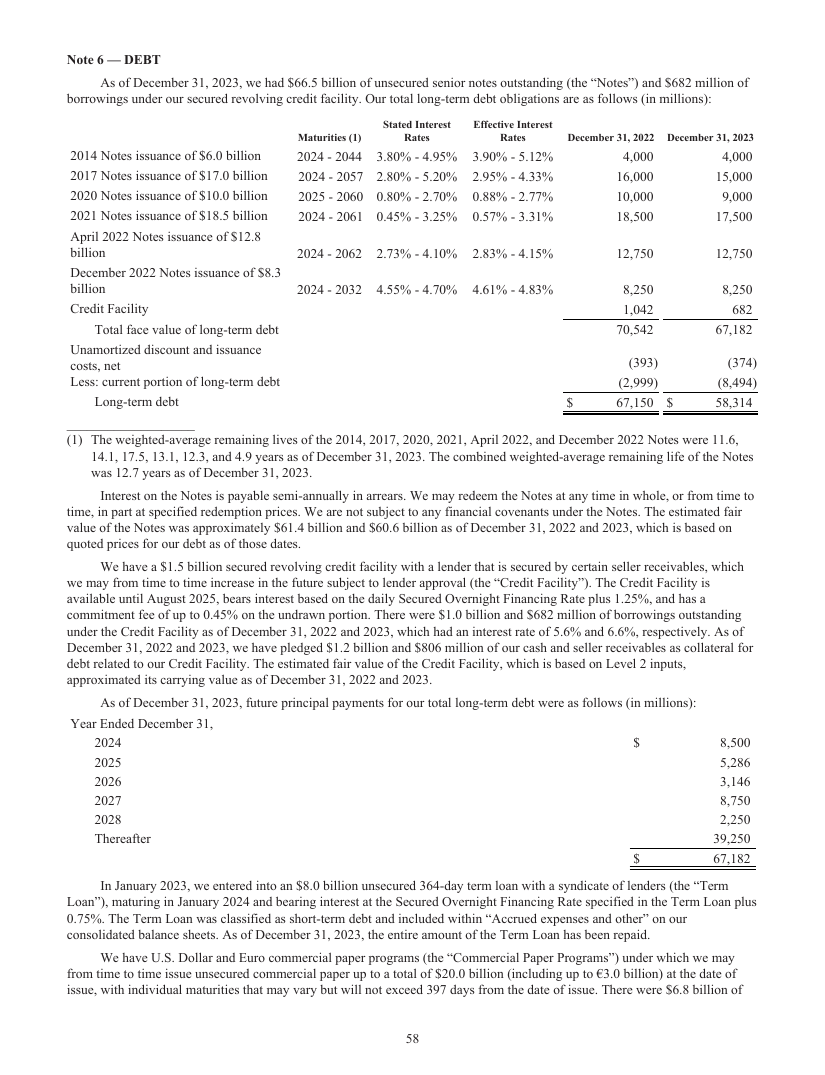 Note 6 — DEBT
As of December 31, 2023, we had $66.5 billion of unsecured senior notes outstanding (the “Notes”) and $682 million of
borrowings under our secured revolving credit facility. Our total long-term debt obligations are as follows (in millions):
Maturities (1) Stated Interest Rates Effective Interest Rates December 31, 2022 December 31, 2023
2014 Notes issuance of $6.0 billion 2024 - 2044 3.80% - 4.95% 3.90% - 5.12% 4,000 4,000
2017 Notes issuance of $17.0 billion 2024 - 2057 2.80% - 5.20% 2.95% - 4.33% 16,000 15,000
2020 Notes issuance of $10.0 billion 2025 - 2060 0.80% - 2.70% 0.88% - 2.77% 10,000 9,000
2021 Notes issuance of $18.5 billion 2024 - 2061 0.45% - 3.25% 0.57% - 3.31% 18,500 17,500
April 2022 Notes issuance of $12.8
billion 2024 - 2062 2.73% - 4.10% 2.83% - 4.15% 12,750 12,750
December 2022 Notes issuance of $8.3
billion 2024 - 2032 4.55% - 4.70% 4.61% - 4.83% 8,250 8,250
Credit Facility 1,042 682
Total face value of long-term debt 70,542 67,182
Unamortized discount and issuance
costs, net (393) (374)
Less: current portion of long-term debt (2,999) (8,494)
Long-term debt $ 67,150 $ 58,314
(1) The weighted-average remaining lives of the 2014, 2017, 2020, 2021, April 2022, and December 2022 Notes were 11.6,
14.1, 17.5, 13.1, 12.3, and 4.9 years as of December 31, 2023. The combined weighted-average remaining life of the Notes
was 12.7 years as of December 31, 2023.
Interest on the Notes is payable semi-annually in arrears. We may redeem the Notes at any time in whole, or from time to
time, in part at specified redemption prices. We are not subject to any financial covenants under the Notes. The estimated fair
value of the Notes was approximately $61.4 billion and $60.6 billion as of December 31, 2022 and 2023, which is based on
quoted prices for our debt as of those dates.
We have a $1.5 billion secured revolving credit facility with a lender that is secured by certain seller receivables, which
we may from time to time increase in the future subject to lender approval (the “Credit Facility”). The Credit Facility is
available until August 2025, bears interest based on the daily Secured Overnight Financing Rate plus 1.25%, and has a
commitment fee of up to 0.45% on the undrawn portion. There were $1.0 billion and $682 million of borrowings outstanding
under the Credit Facility as of December 31, 2022 and 2023, which had an interest rate of 5.6% and 6.6%, respectively. As of
December 31, 2022 and 2023, we have pledged $1.2 billion and $806 million of our cash and seller receivables as collateral for
debt related to our Credit Facility. The estimated fair value of the Credit Facility, which is based on Level 2 inputs,
approximated its carrying value as of December 31, 2022 and 2023.
As of December 31, 2023, future principal payments for our total long-term debt were as follows (in millions):
Year Ended December 31,
2024 $ 8,500
2025 5,286
2026 3,146
2027 8,750
2028 2,250
Thereafter 39,250
$ 67,182
In January 2023, we entered into an $8.0 billion unsecured 364-day term loan with a syndicate of lenders (the “Term
Loan”), maturing in January 2024 and bearing interest at the Secured Overnight Financing Rate specified in the Term Loan plus
0.75%. The Term Loan was classified as short-term debt and included within “Accrued expenses and other” on our
consolidated balance sheets. As of December 31, 2023, the entire amount of the Term Loan has been repaid.
We have U.S. Dollar and Euro commercial paper programs (the “Commercial Paper Programs”) under which we may
from time to time issue unsecured commercial paper up to a total of $20.0 billion (including up to €3.0 billion) at the date of
issue, with individual maturities that may vary but will not exceed 397 days from the date of issue. There were $6.8 billion of
58